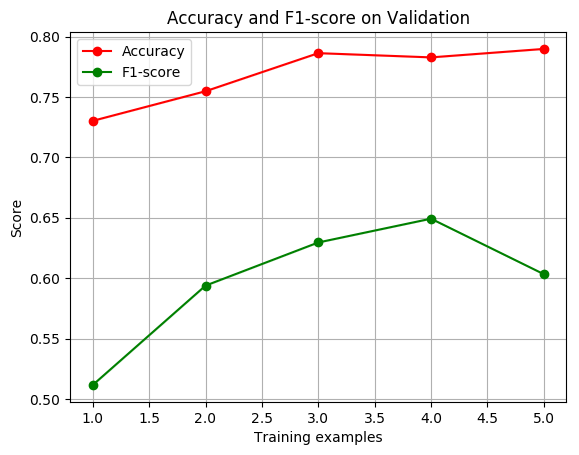 Accuracy and F1-score on Validation
Accuracy
F1-score
0.80
0.75
0.70
0.65
0.60
0.55
0.50
Score
1.0 1.5 2.0 2.5 3.0 3.5 4.0 4.5 5.0
Training examples